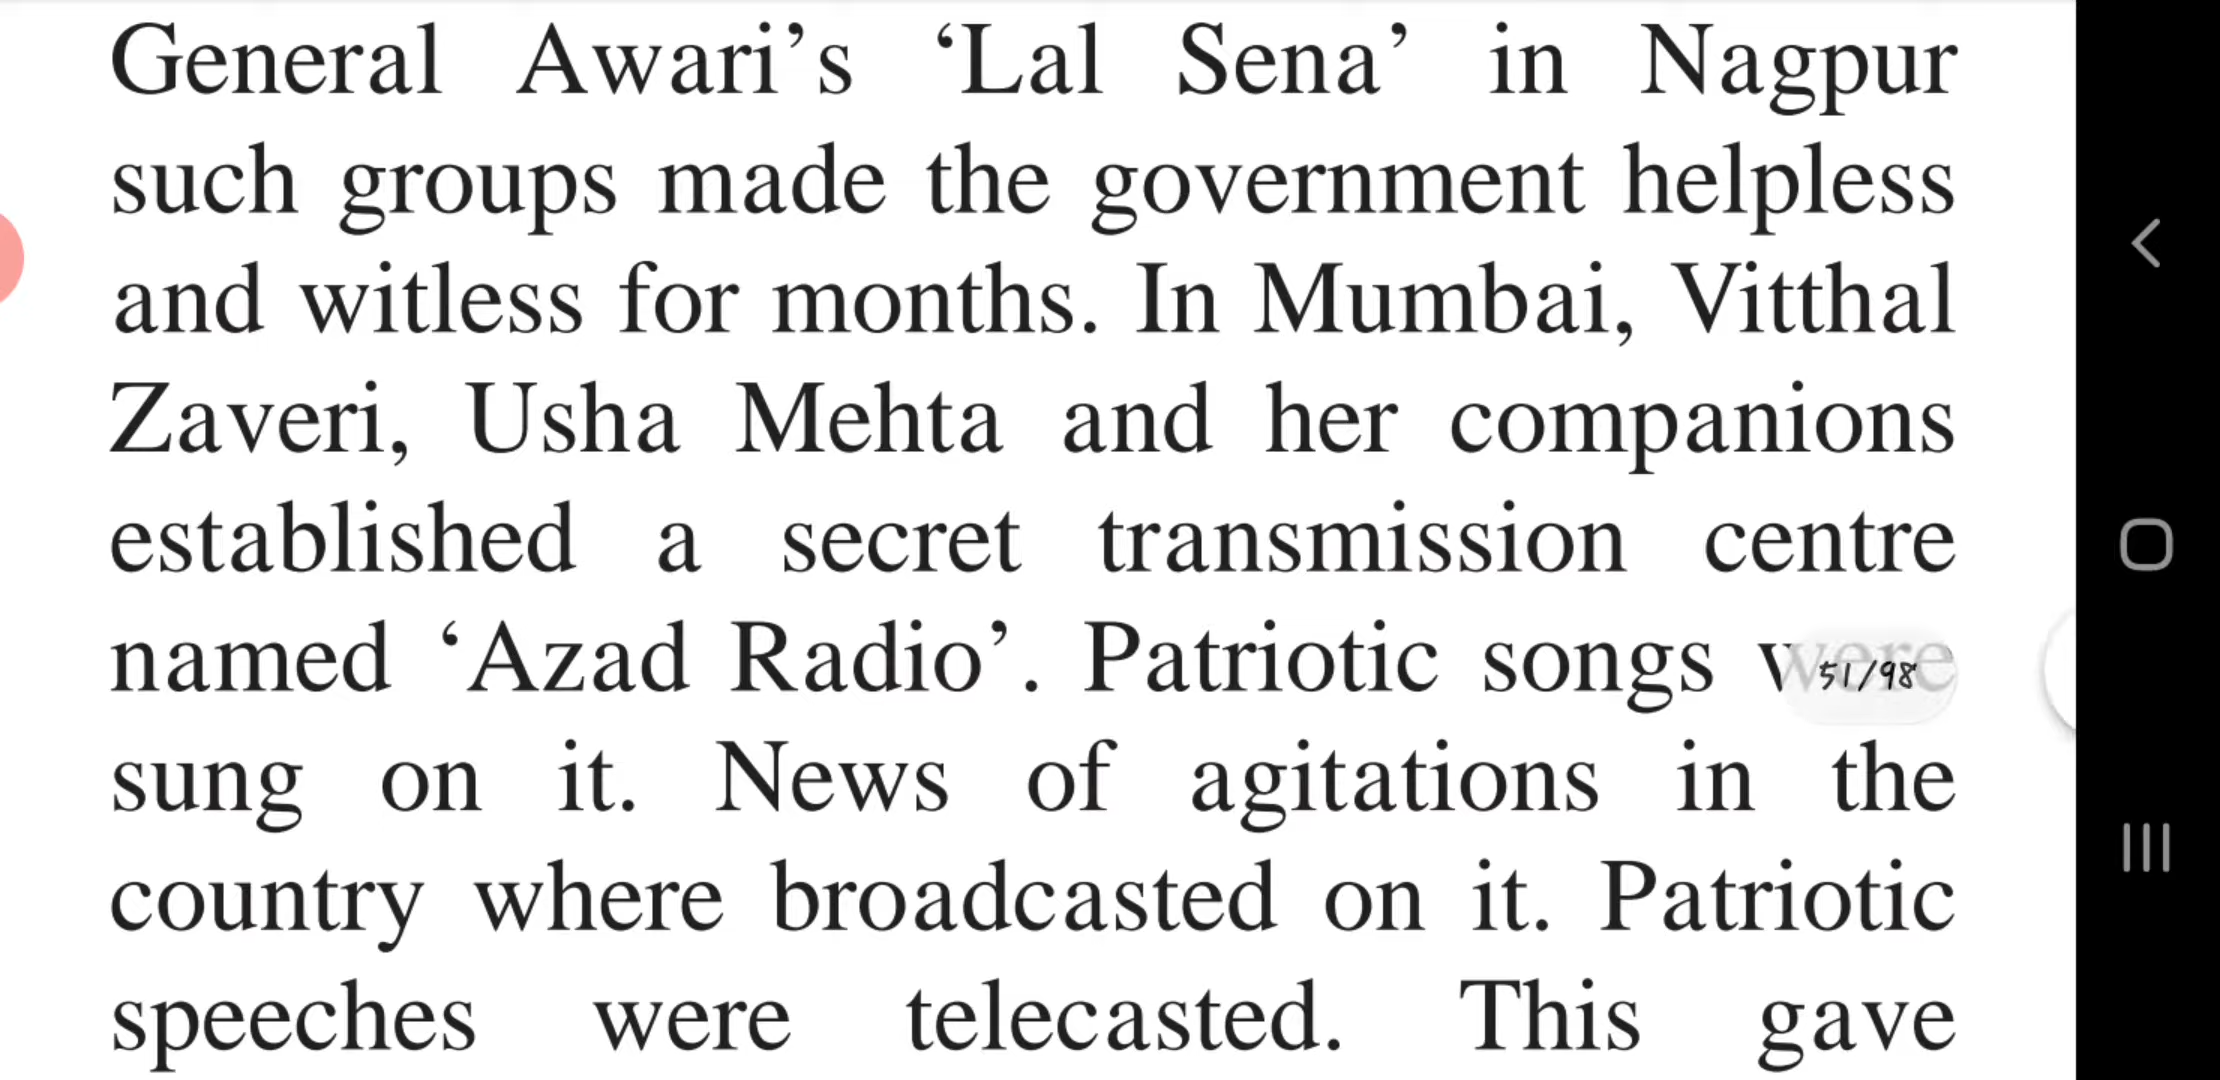 General Awari’s ‘Lal Sena’ in Nagpur
such groups made the government helpless
and witless for months. In Mumbai, Vitthal
Zaveri, Usha Mehta and her companions
established a secret transmission centre
named ‘Azad Radio’. Patriotic songs were
51/98
sung on it. News of agitations in the
country where broadcasted on it. Patriotic
speeches were telecasted. This gave